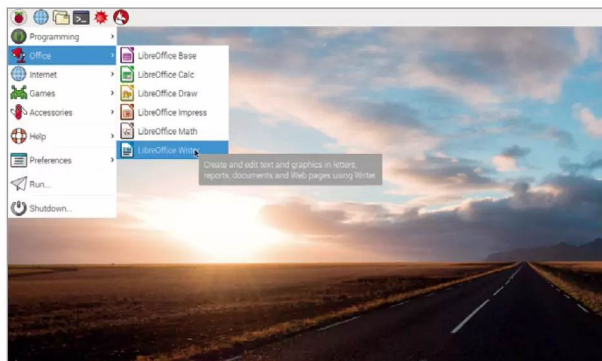 Programming
Office
Internet
Games
Accessories
Help
Preferences
Run...
Shutdown...
LibreOffice Base
LibreOffice Calc
LibreOffice Draw
LibreOffice Impress
LibreOffice Math
LibreOffice Writer
Create and edit text and graphics in letters,
reports, documents and Web pages using Writer